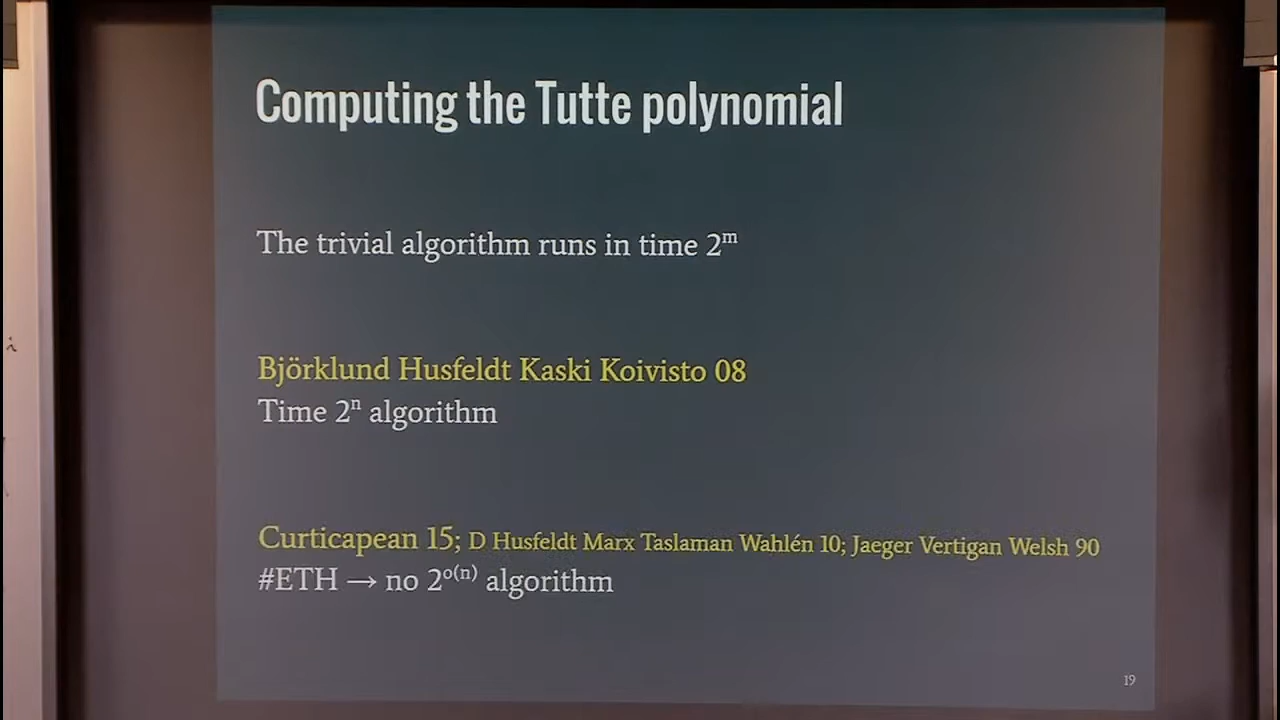 Computing the Tutte polynomial
The trivial algorithm runs in time 2ᵐ
Björklund Husfeldt Kaski Koivisto 08
Time 2ⁿ algorithm
Curticapean 15; D Husfeldt Marx Taslaman Wahlén 10; Jaeger Vertigan Welsh 90
#ETH → no 2ᵒ⁽ⁿ⁾ algorithm
19